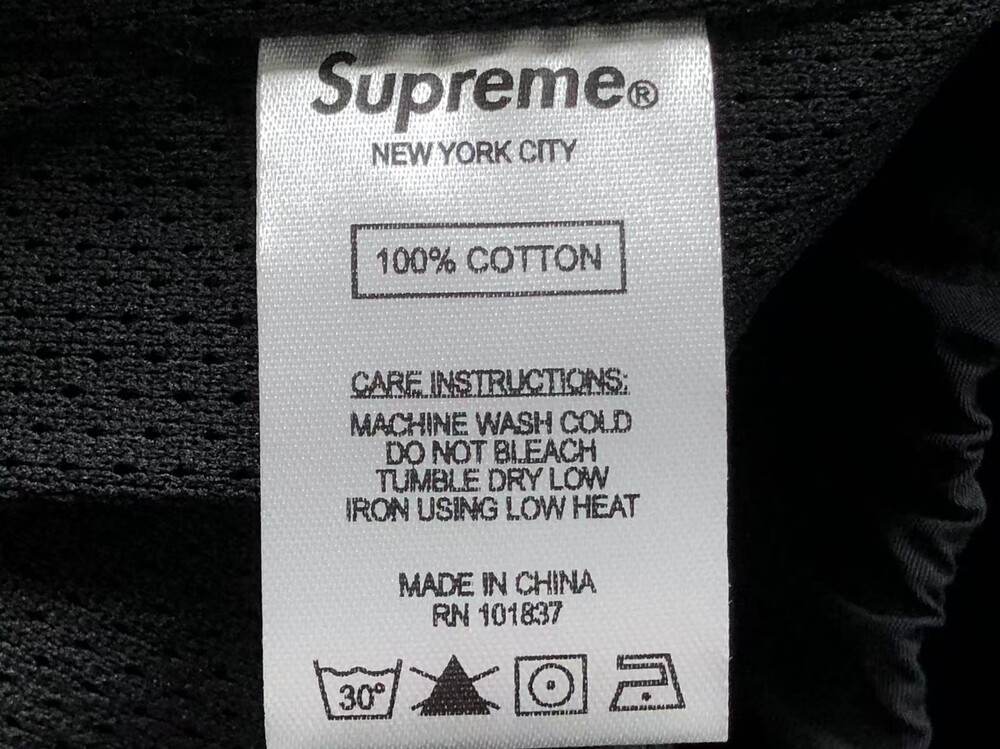 Supreme®
NEW YORK CITY
100% COTTON
CARE INSTRUCTIONS:
MACHINE WASH COLD
DO NOT BLEACH
TUMBLE DRY LOW
IRON USING LOW HEAT
MADE IN CHINA
RN 101837
30°